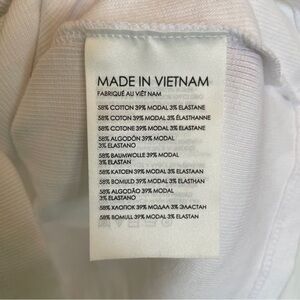 MADE IN VIETNAM
FABRIQUÉ AU VIÊT NAM
58% COTTON 39% MODAL 3% ELASTANE
58% COTON 39% MODAL 3% ÉLASTHANNE
58% COTONE 39% MODAL 3% ELASTAN
58% ALGODÓN 39% MODAL
3% ELASTANO
58% BAUMWOLLE 39% MODAL
3% ELASTAN
58% KATOEN 39% MODAL 3% ELASTAAN
58% BOMULD 39% MODAL 3% ELASTHAN
58% ALGODÃO 39% MODAL
3% ELASTANO
58% ХЛОПОК 39% МОДАЛ 3% ЭЛАСТАН
58% BOMULL 39% MODAL 3% ELASTAN